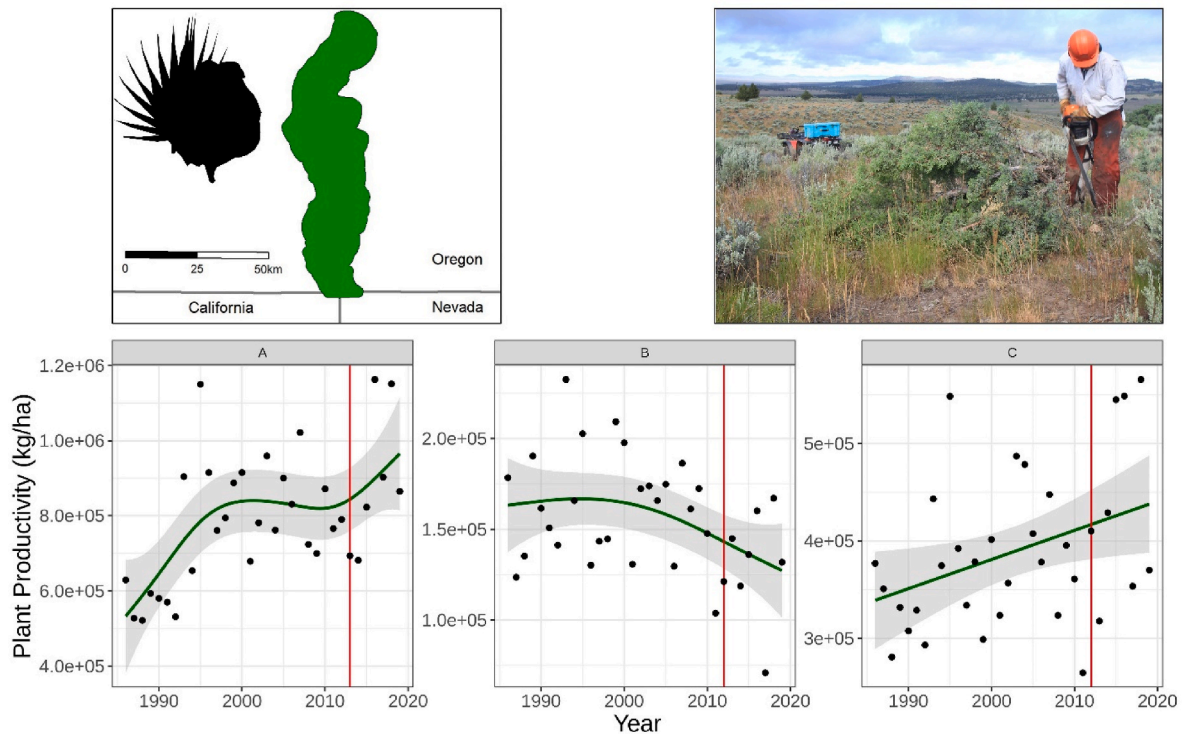 0 25 50km
Oregon
California
Nevada
A
B
C
Plant Productivity (kg/ha)
1.2e+06
1.0e+06
8.0e+05
6.0e+05
4.0e+05
2.0e+05
1.5e+05
1.0e+05
5e+05
4e+05
3e+05
1990 2000 2010 2020
1990 2000 2010 2020
1990 2000 2010 2020
Year